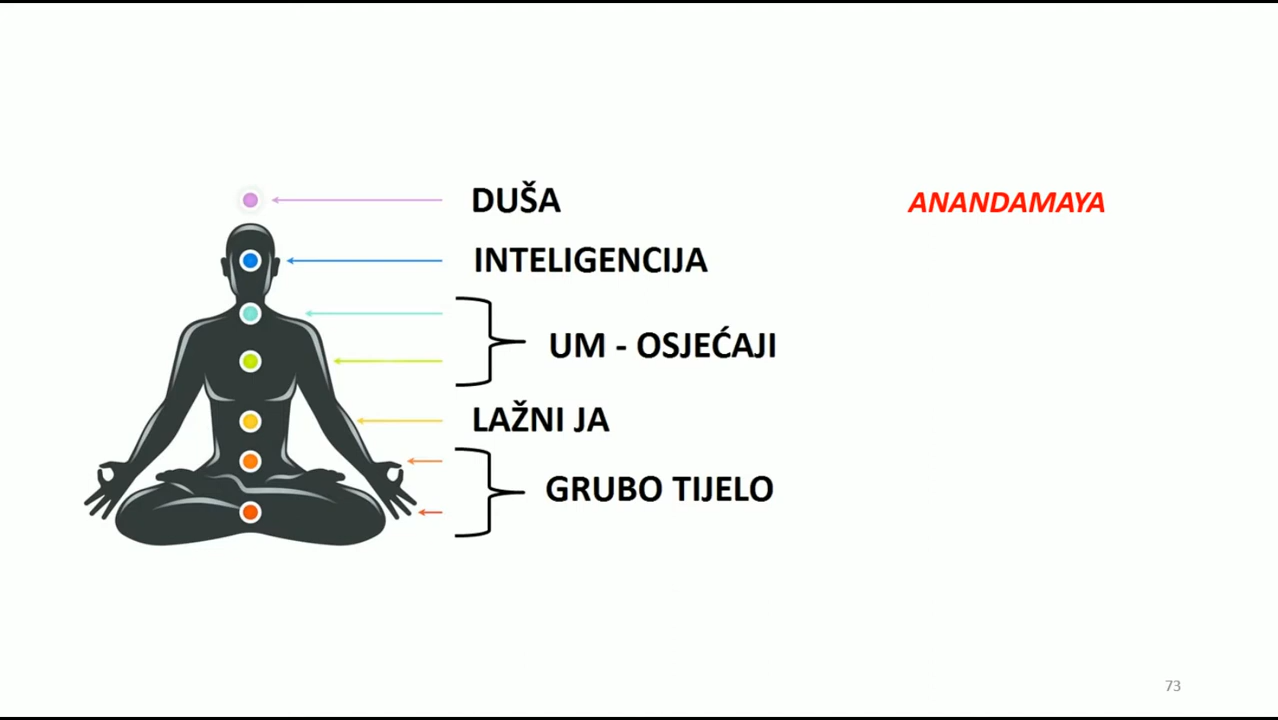 DUŠA
ANANDAMAYA
INTELIGENCIJA
UM - OSJEĆAJI
LAŽNI JA
GRUBO TIJELO
73